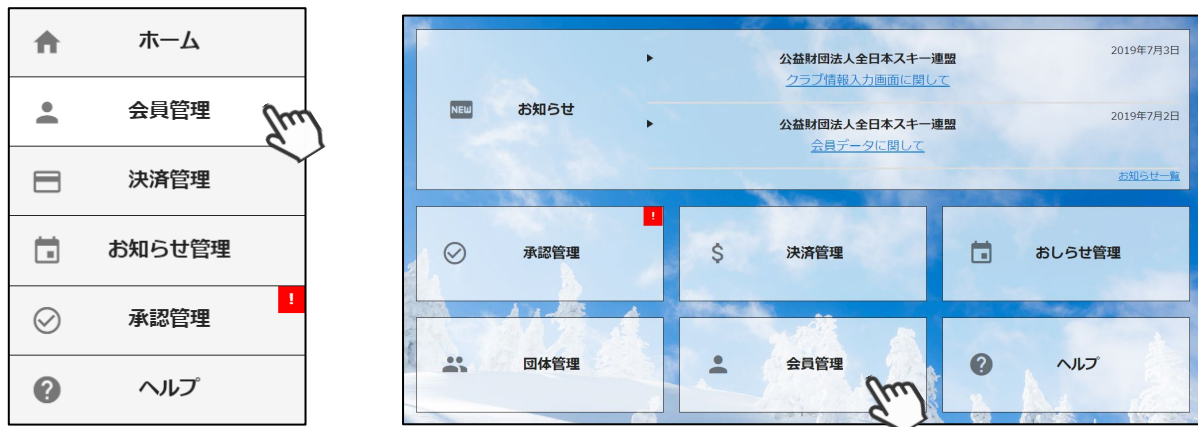 ホーム
会員管理
決済管理
お知らせ管理
!
承認管理
ヘルプ
2019年7月3日
公益財団法人全日本スキー連盟
クラブ情報入力画面に関して
NEW
お知らせ
2019年7月2日
公益財団法人全日本スキー連盟
会員データに関して
お知らせ一覧
!
承認管理
$
決済管理
おしらせ管理
団体管理
会員管理
?
ヘルプ
?